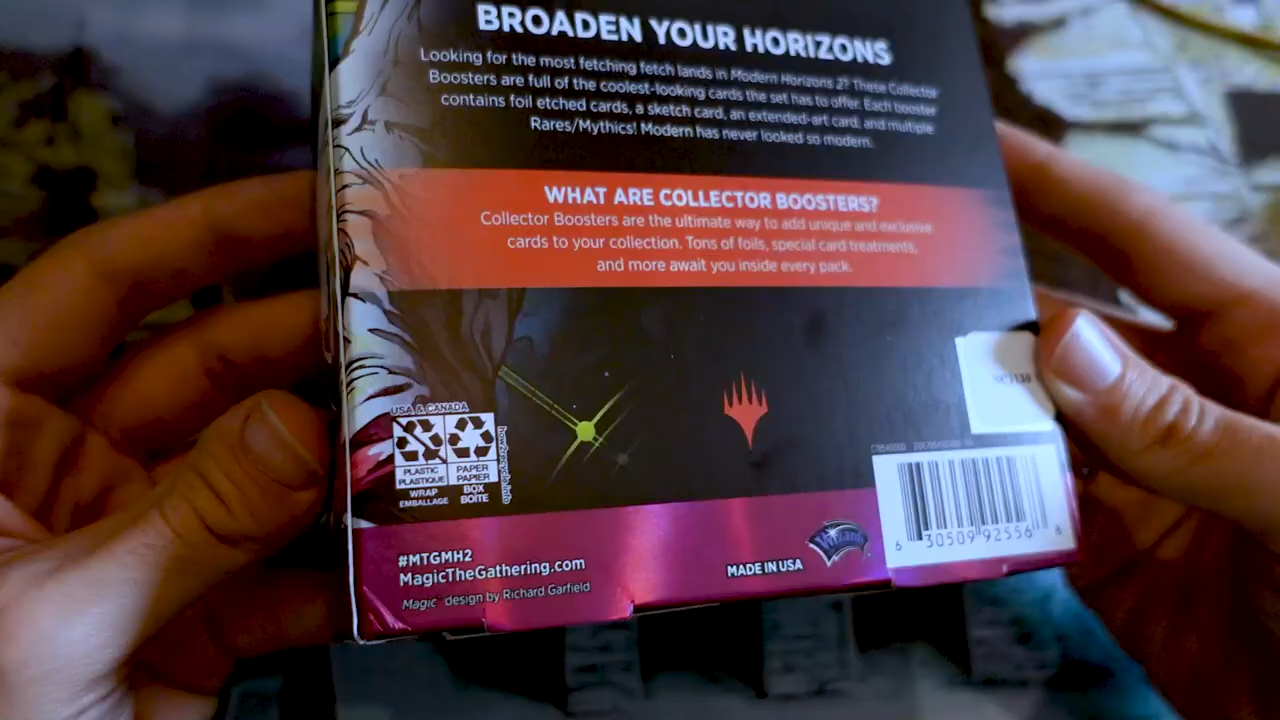 BROADEN YOUR HORIZONS
Looking for the most fetching fetch lands in Modern Horizons 2? These Collector
Boosters are full of the coolest-looking cards the set has to offer. Each booster
contains foil etched cards, a sketch card, an extended-art card, and multiple
Rares/Mythics! Modern has never looked so modern.
WHAT ARE COLLECTOR BOOSTERS?
Collector Boosters are the ultimate way to add unique and exclusive
cards to your collection. Tons of foils, special card treatments,
and more await you inside every pack.
USA & CANADA
PLASTIC
PLASTIQUE
WRAP
EMBALLAGE
PAPER
PAPIER
BOX
BOÎTE
how2recycle.info
6 30509 92556 8
#MTGMH2
MagicTheGathering.com
Magic design by Richard Garfield
MADE IN USA
Wizards